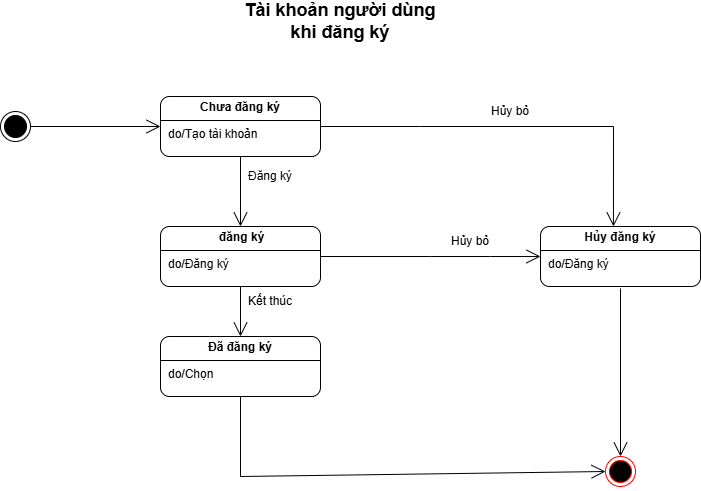 Tài khoản người dùng
khi đăng ký
Chưa đăng ký
do/Tạo tài khoản
Hủy bỏ
Đăng ký
đăng ký
do/Đăng ký
Hủy bỏ
Hủy đăng ký
do/Đăng ký
Kết thúc
Đã đăng ký
do/Chọn